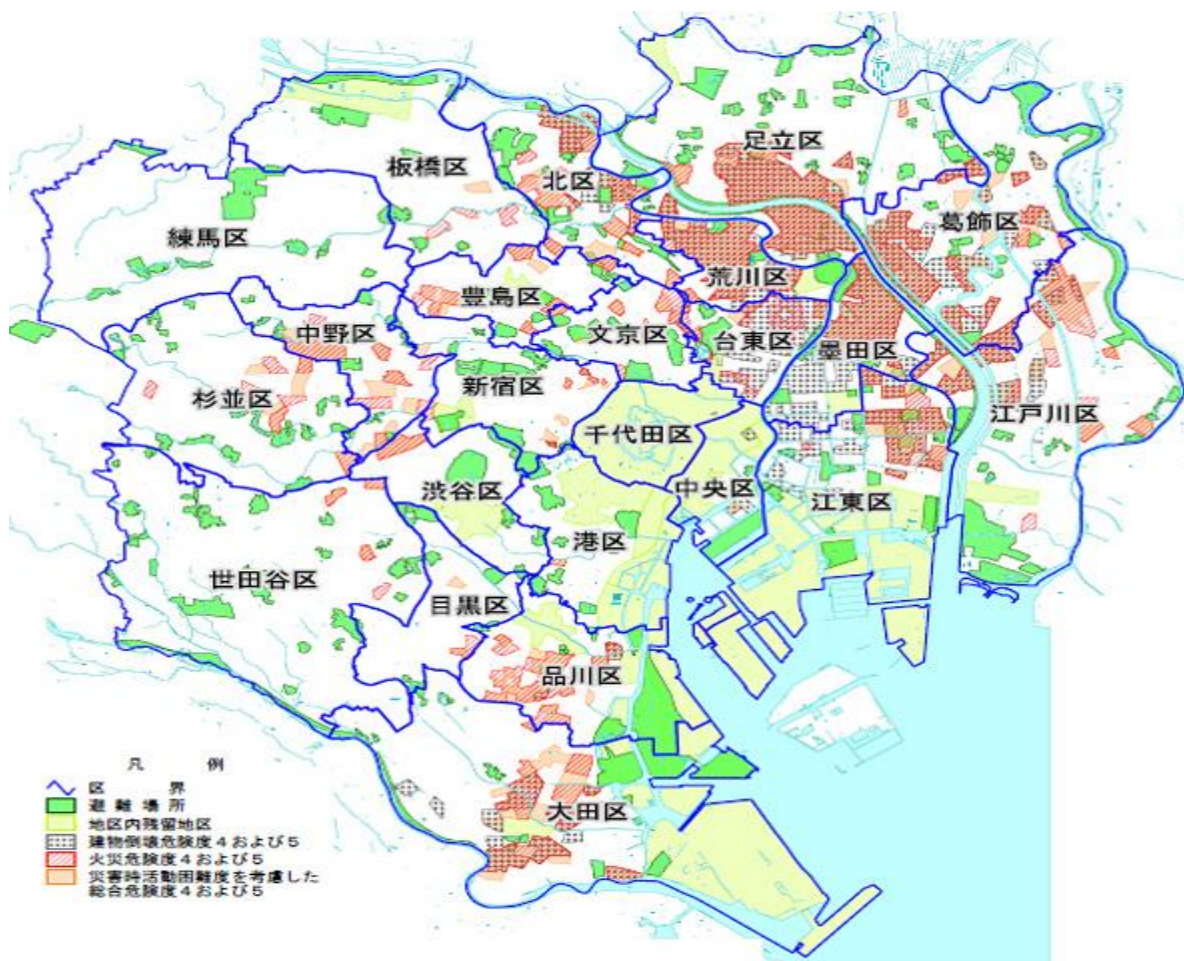 足立区
板橋区
北区
葛飾区
練馬区
荒川区
豊島区
中野区
文京区
台東区
墨田区
新宿区
杉並区
江戸川区
千代田区
渋谷区
中央区
江東区
港区
世田谷区
目黒区
品川区
大田区
凡 例
区 界
避難場所
地区内残留地区
建物倒壊危険度4および5
火災危険度4および5
災害時活動困難度を考慮した
総合危険度4および5